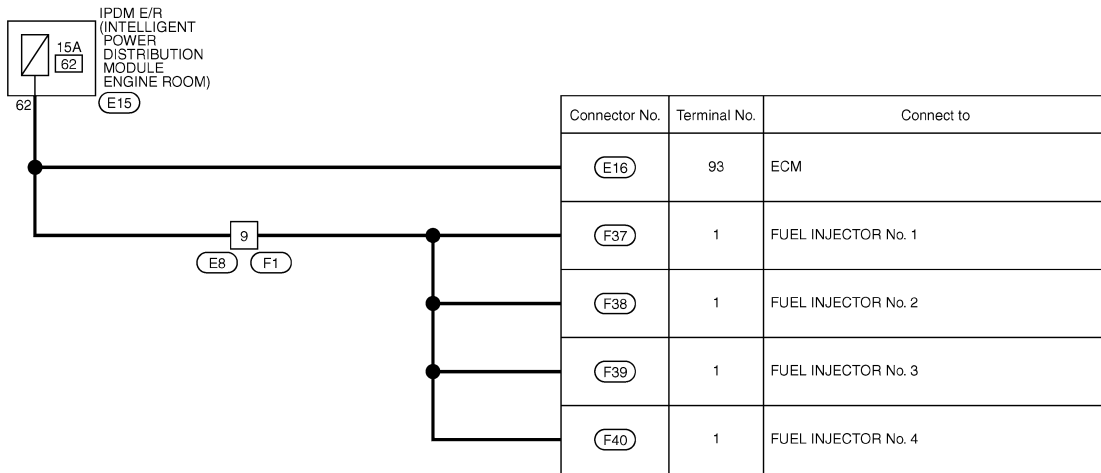 IPDM E/R
(INTELLIGENT
POWER
DISTRIBUTION
MODULE
ENGINE ROOM)
15A
62
62
E15
9
E8 F1
Connector No. Terminal No. Connect to
E16 93 ECM
F37 1 FUEL INJECTOR No. 1
F38 1 FUEL INJECTOR No. 2
F39 1 FUEL INJECTOR No. 3
F40 1 FUEL INJECTOR No. 4